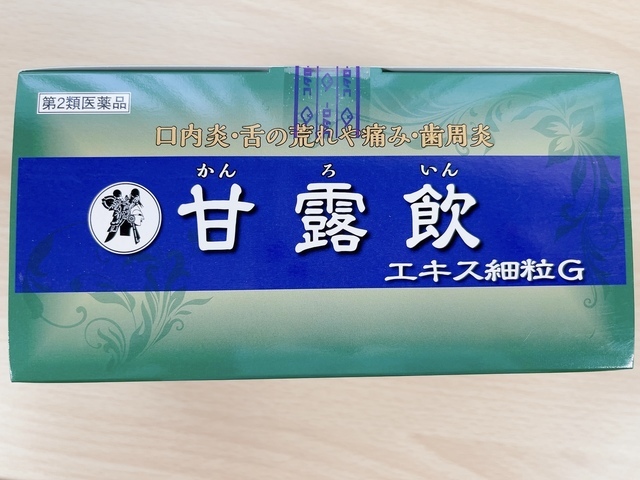 第2類医薬品
口内炎・舌の荒れや痛み・歯周炎
かん ろ いん
甘露飲
エキス細粒G